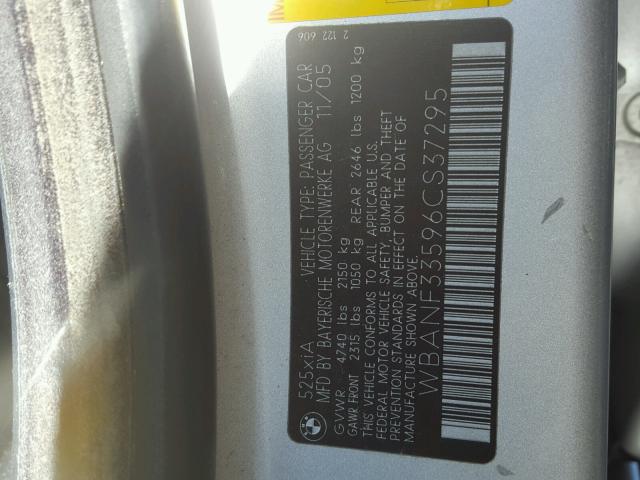 525xiA VEHICLE TYPE: PASSENGER CAR
MFD BY BAYERISCHE MOTORENWERKE AG 11/05
GVWR 4740 lbs 2150 kg
GAWR FRONT 2315 lbs 1050 kg REAR 2646 lbs 1200 kg
THIS VEHICLE CONFORMS TO ALL APPLICABLE U.S.
FEDERAL MOTOR VEHICLE SAFETY, BUMPER AND THEFT
PREVENTION STANDARDS IN EFFECT ON THE DATE OF
MANUFACTURE SHOWN ABOVE.
WBANF33596CS37295
2 122 606